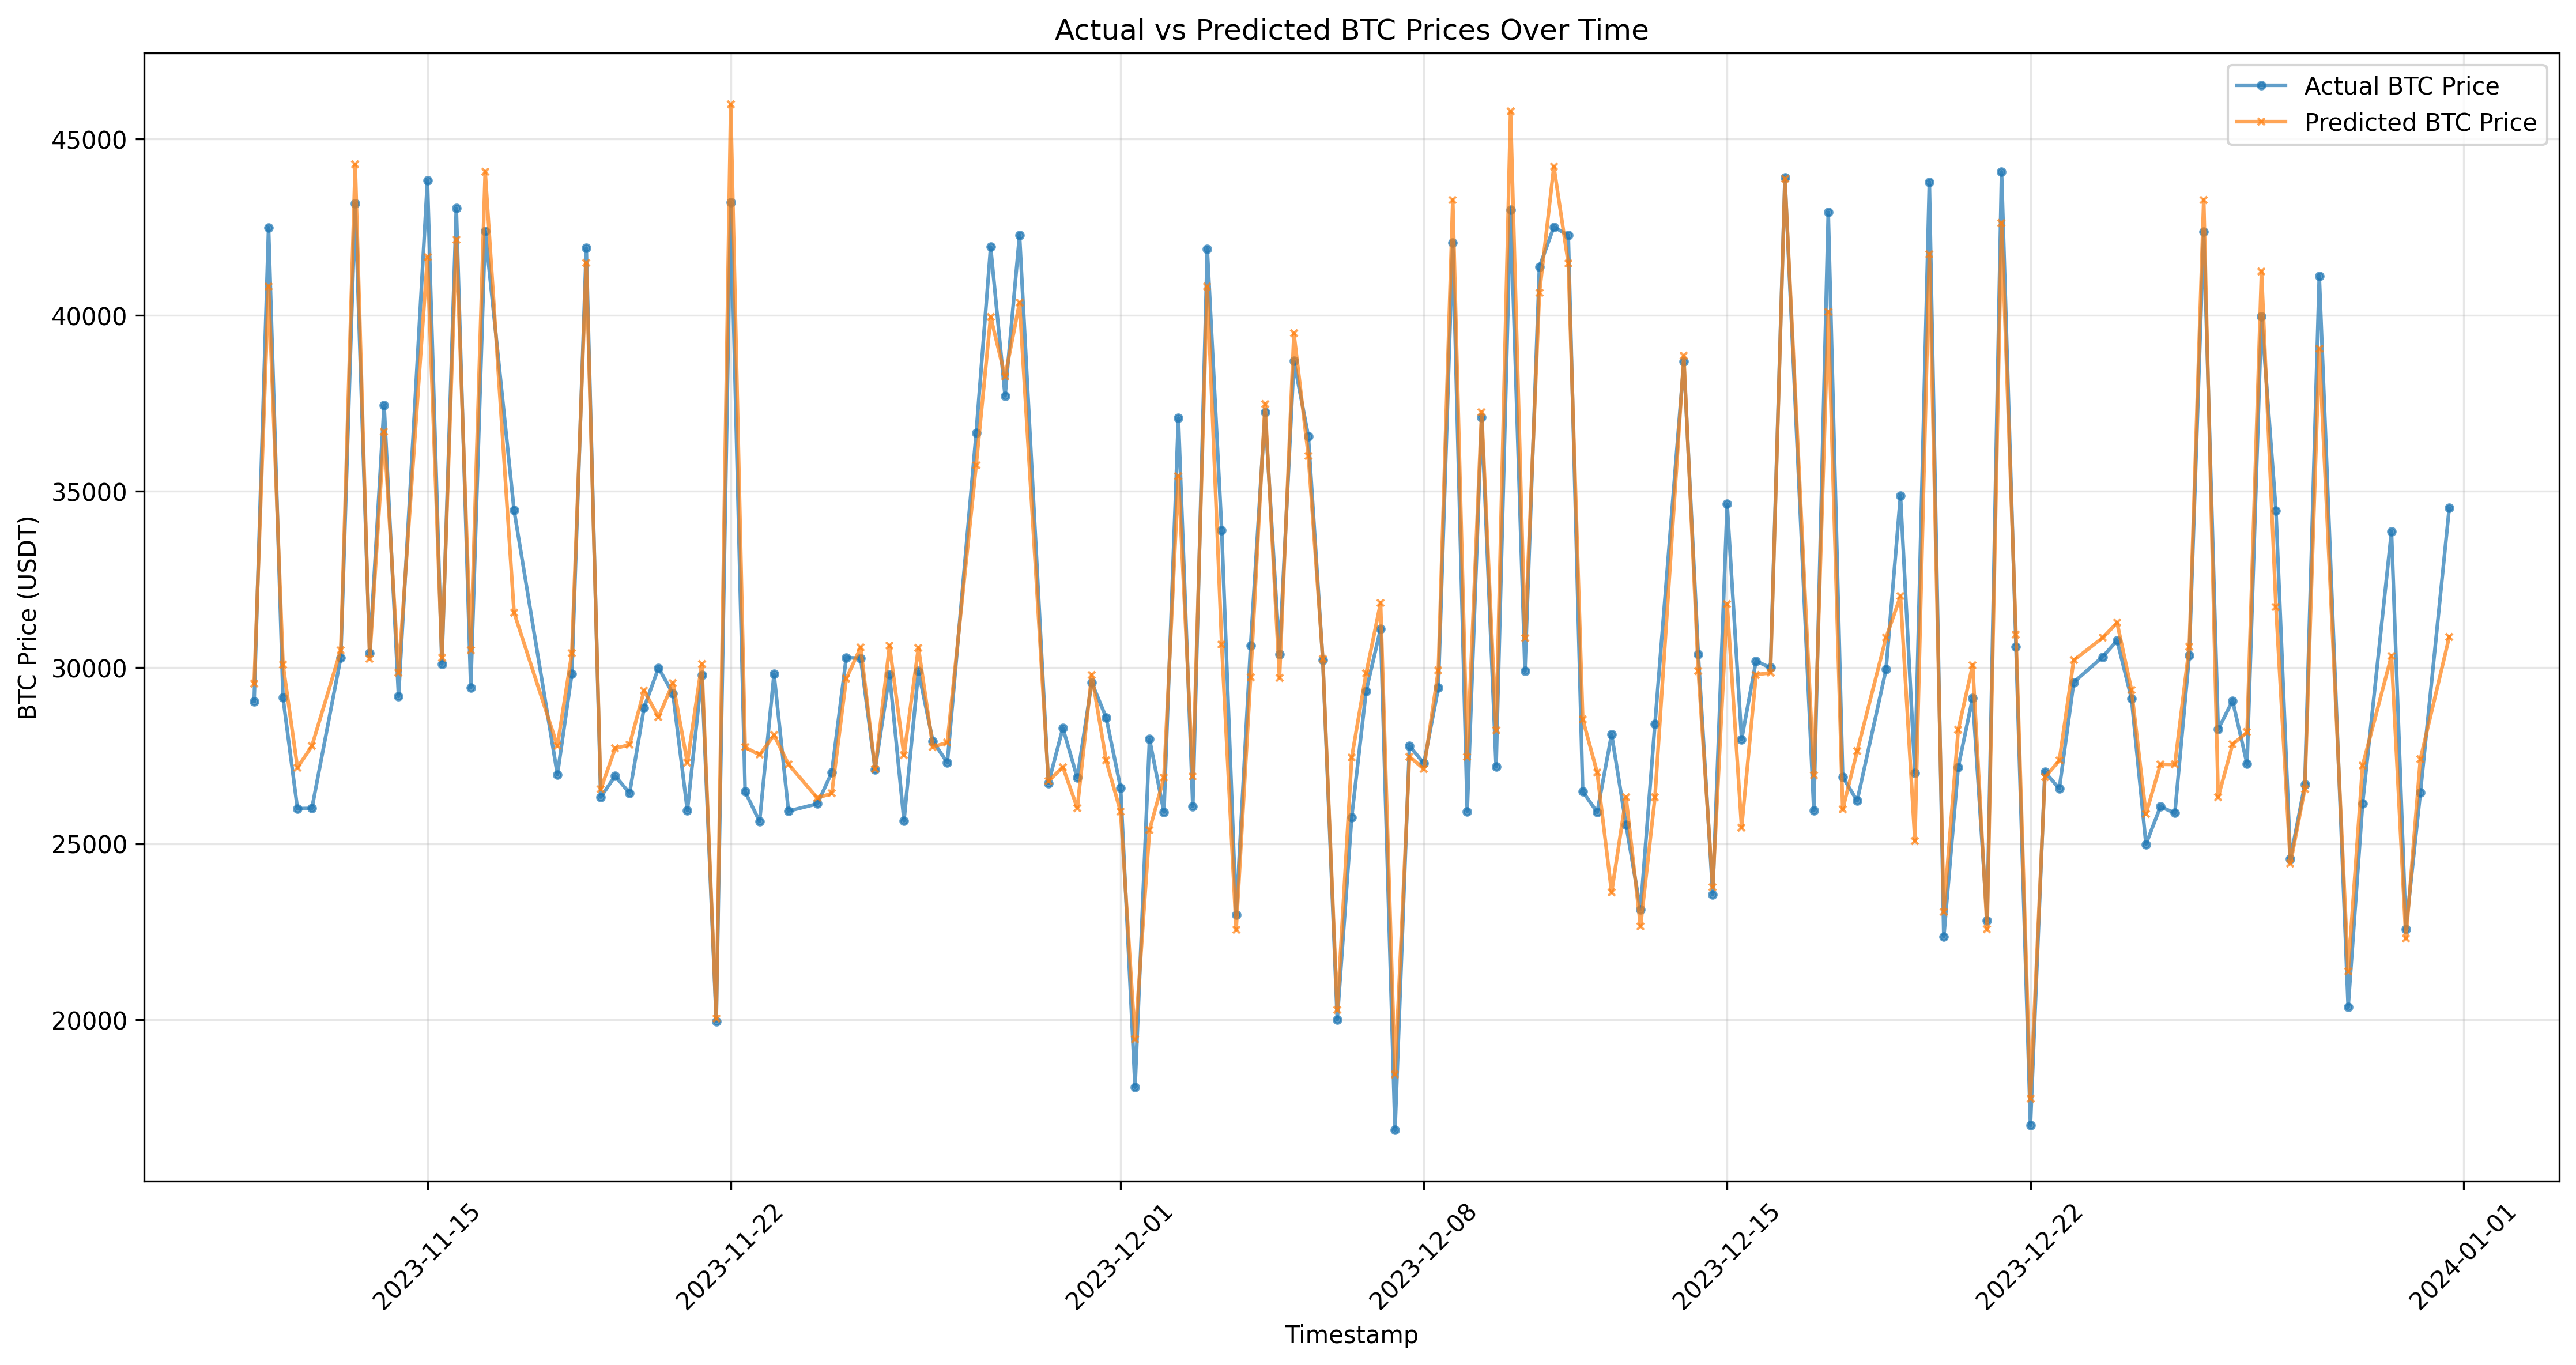 Actual vs Predicted BTC Prices Over Time
Actual BTC Price
Predicted BTC Price
BTC Price (USDT)
45000
40000
35000
30000
25000
20000
2023-11-15
2023-11-22
2023-12-01
2023-12-08
2023-12-15
2023-12-22
2024-01-01
Timestamp